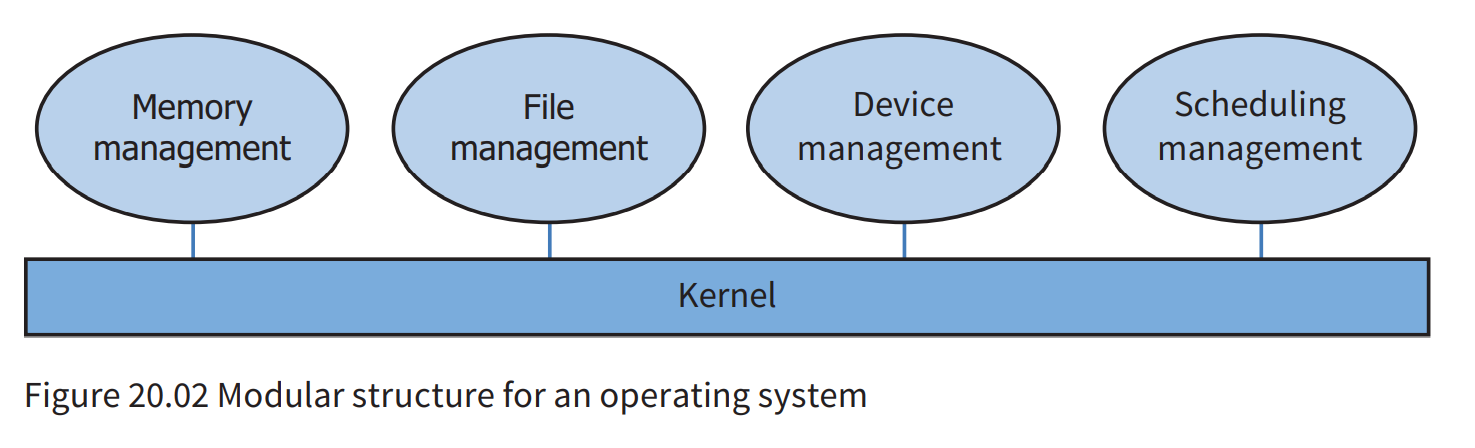 Memory
management
File
management
Device
management
Scheduling
management
Kernel
Figure 20.02 Modular structure for an operating system